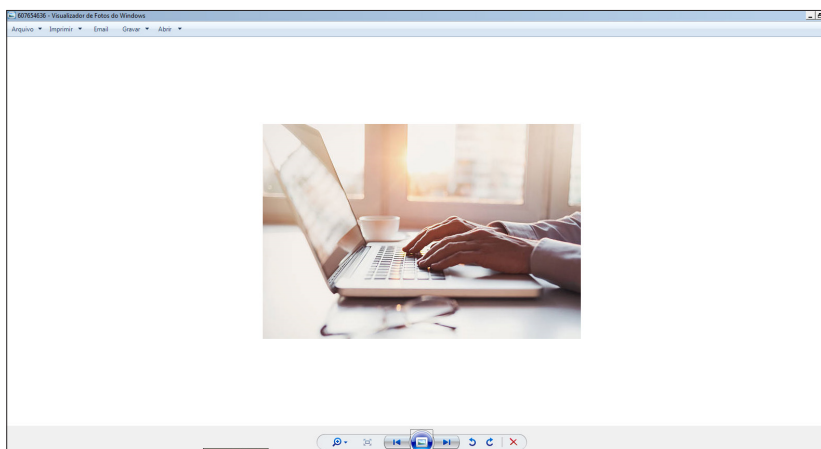 607654636 - Visualizador de Fotos do Windows
Arquivo Imprimir Email Gravar Abrir